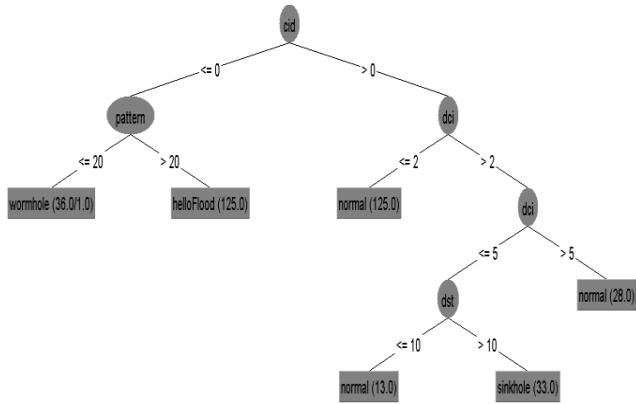 cid
<= 0
> 0
pattern
dci
<= 20
> 20
<= 2
> 2
wormhole (36.0/1.0)
helloFlood (125.0)
normal (125.0)
dci
<= 5
> 5
dst
normal (28.0)
<= 10
> 10
normal (13.0)
sinkhole (33.0)